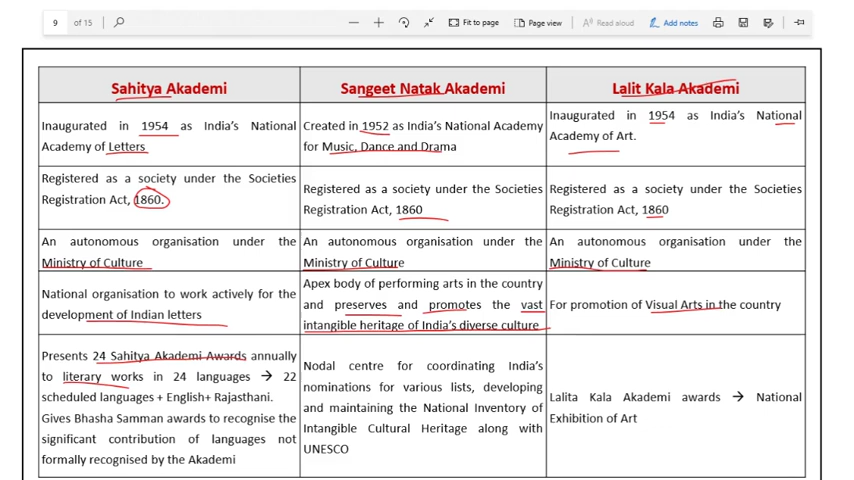 9 of 15
Fit to page
Page view
Read aloud
Add notes
Sahitya Akademi
Sangeet Natak Akademi
Lalit Kala Akademi
Inaugurated in 1954 as India's National
Academy of Letters
Created in 1952 as India's National Academy
for Music, Dance and Drama
Inaugurated in 1954 as India's National
Academy of Art.
Registered as a society under the Societies
Registration Act, 1860.
Registered as a society under the Societies
Registration Act, 1860
Registered as a society under the Societies
Registration Act, 1860
An autonomous organisation under the
Ministry of Culture
An autonomous organisation under the
Ministry of Culture
An autonomous organisation under the
Ministry of Culture
National organisation to work actively for the
development of Indian letters
Apex body of performing arts in the country
and preserves and promotes the vast
intangible heritage of India's diverse culture
For promotion of Visual Arts in the country
Presents 24 Sahitya Akademi Awards annually
to literary works in 24 languages → 22
scheduled languages + English+ Rajasthani.
Gives Bhasha Samman awards to recognise the
significant contribution of languages not
formally recognised by the Akademi
Nodal centre for coordinating India's
nominations for various lists, developing
and maintaining the National Inventory of
Intangible Cultural Heritage along with
UNESCO
Lalita Kala Akademi awards → National
Exhibition of Art